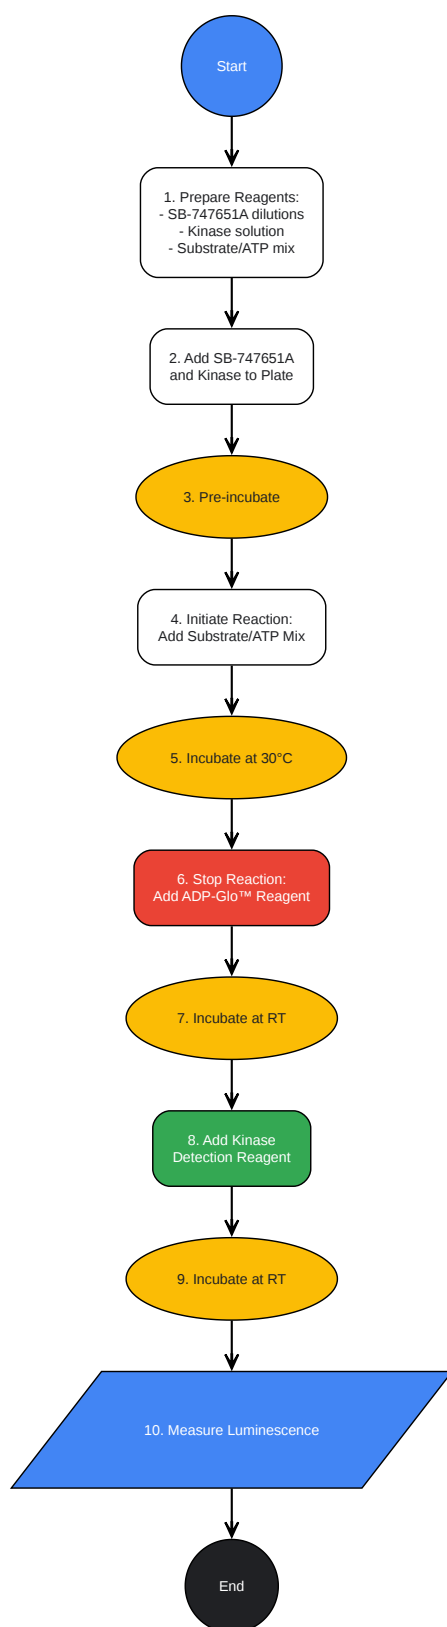 Start
1. Prepare Reagents:
- SB-747651A dilutions
- Kinase solution
- Substrate/ATP mix
2. Add SB-747651A
and Kinase to Plate
3. Pre-incubate
4. Initiate Reaction:
Add Substrate/ATP Mix
5. Incubate at 30°C
6. Stop Reaction:
Add ADP-Glo™ Reagent
7. Incubate at RT
8. Add Kinase
Detection Reagent
9. Incubate at RT
10. Measure Luminescence
End